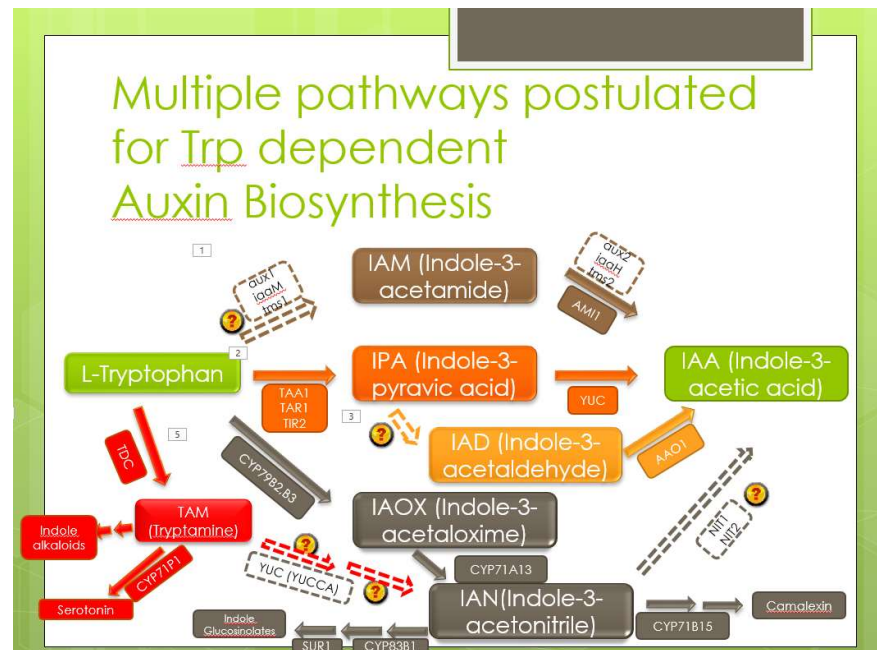 Multiple pathways postulated
for Trp dependent
Auxin Biosynthesis
1
aux1
iaaM
tms1
?
IAM (Indole-3-
acetamide)
aux2
iaaH
tms2
AMI1
2
L-Tryptophan
TAA1
TAR1
TIR2
IPA (Indole-3-
pyravic acid)
YUC
IAA (Indole-3-
acetic acid)
3
?
IAD (Indole-3-
acetaldehyde)
AAO1
5
TDC
CYP79B2,B3
TAM
(Tryptamine)
Indole
alkaloids
CYP71P1
Serotonin
?
YUC (YUCCA)
?
IAOX (Indole-3-
acetaloxime)
CYP71A13
NIT1
NIT2
?
IAN(Indole-3-
acetonitrile)
CYP71B15
Camalexin
Indole
Glucosinolates
SUR1
CYP83B1